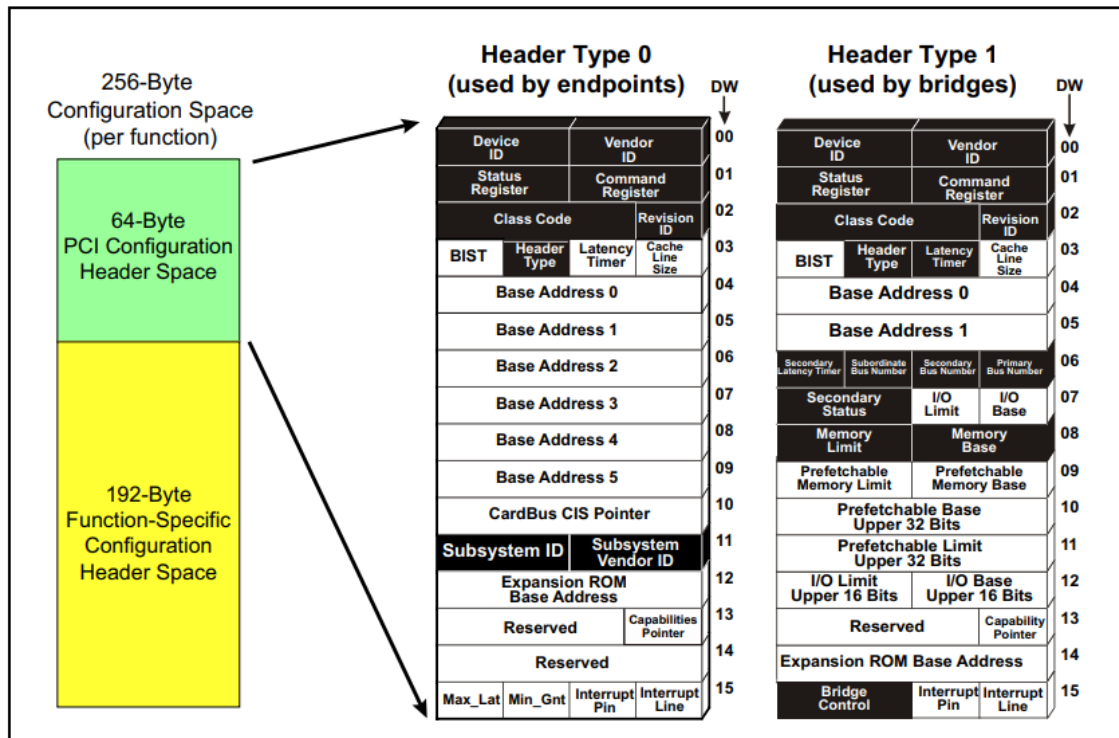 256-Byte
Configuration Space
(per function)
64-Byte
PCI Configuration
Header Space
192-Byte
Function-Specific
Configuration
Header Space
Header Type 0
(used by endpoints)
DW
Device
ID
Vendor
ID
00
Status
Register
Command
Register
01
Class Code
Revision
ID
02
BIST
Header
Type
Latency
Timer
Cache
Line
Size
03
Base Address 0
04
Base Address 1
05
Base Address 2
06
Base Address 3
07
Base Address 4
08
Base Address 5
09
CardBus CIS Pointer
10
Subsystem ID
Subsystem
Vendor ID
11
Expansion ROM
Base Address
12
Reserved
Capabilities
Pointer
13
Reserved
14
Max_Lat
Min_Gnt
Interrupt
Pin
Interrupt
Line
15
Header Type 1
(used by bridges)
DW
Device
ID
Vendor
ID
00
Status
Register
Command
Register
01
Class Code
Revision
ID
02
BIST
Header
Type
Latency
Timer
Cache
Line
Size
03
Base Address 0
04
Base Address 1
05
Secondary
Latency Timer
Subordinate
Bus Number
Secondary
Bus Number
Primary
Bus Number
06
Secondary
Status
I/O
Limit
I/O
Base
07
Memory
Limit
Memory
Base
08
Prefetchable
Memory Limit
Prefetchable
Memory Base
09
Prefetchable Base
Upper 32 Bits
10
Prefetchable Limit
Upper 32 Bits
11
I/O Limit
Upper 16 Bits
I/O Base
Upper 16 Bits
12
Reserved
Capability
Pointer
13
Expansion ROM Base Address
14
Bridge
Control
Interrupt
Pin
Interrupt
Line
15